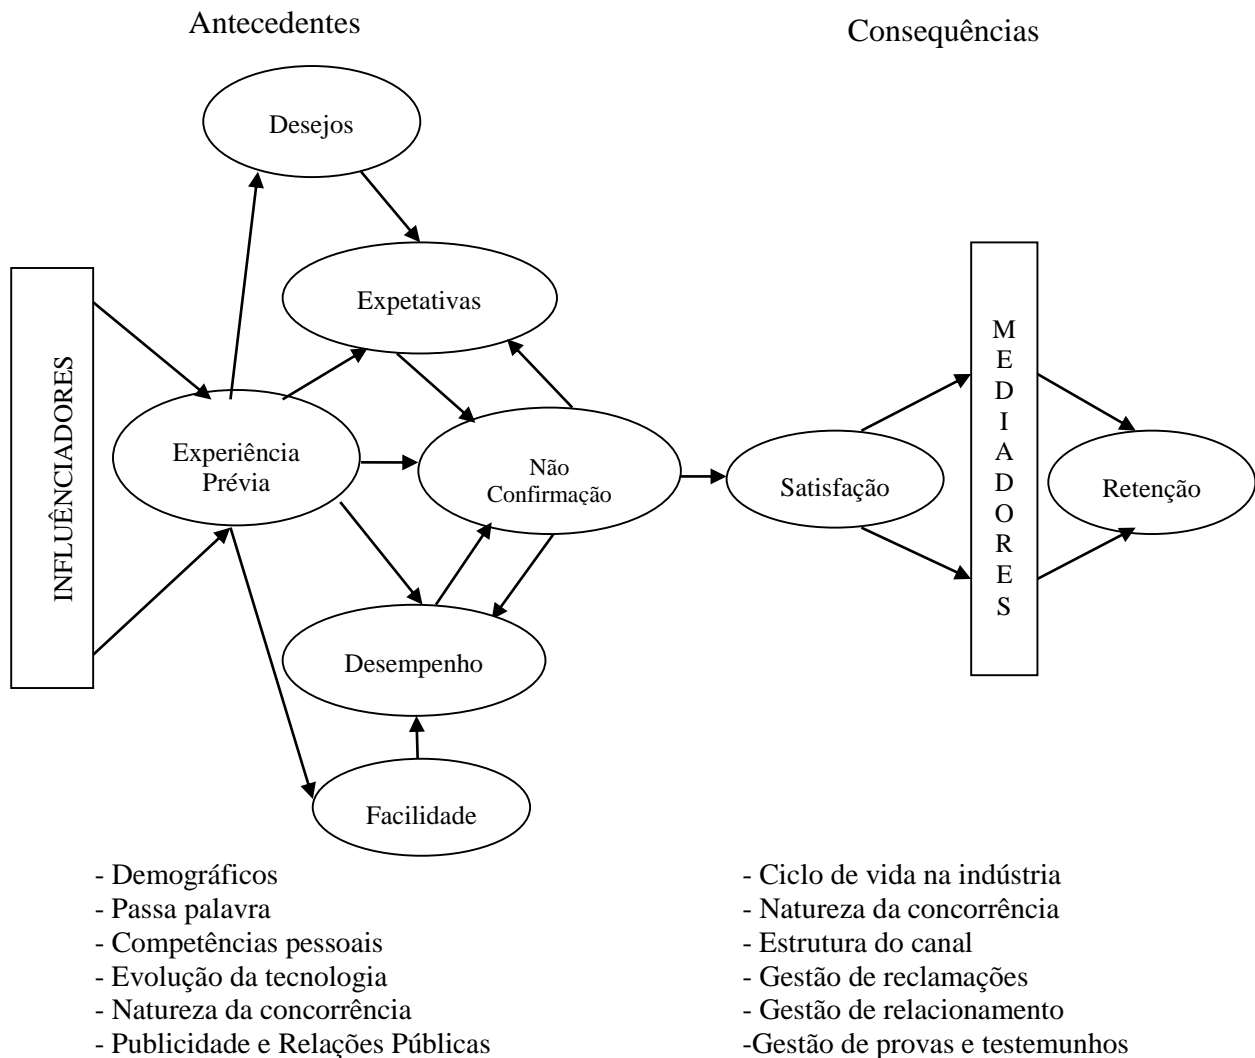 Antecedentes
Consequências
Desejos
Expetativas
INFLUÊNCIADORES
Experiência
Prévia
Não
Confirmação
Satisfação
MEDIADORES
Retenção
Desempenho
Facilidade
- Demográficos
- Passa palavra
- Competências pessoais
- Evolução da tecnologia
- Natureza da concorrência
- Publicidade e Relações Públicas
- Ciclo de vida na indústria
- Natureza da concorrência
- Estrutura do canal
- Gestão de reclamações
- Gestão de relacionamento
-Gestão de provas e testemunhos